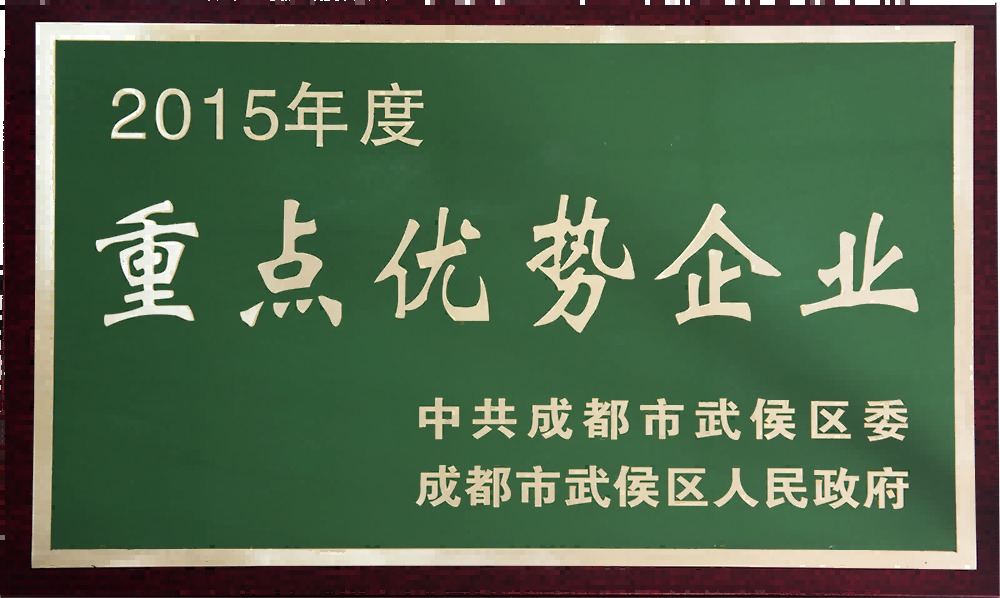 2015年度
重点优势企业
中共成都市武侯区委
成都市武侯区人民政府